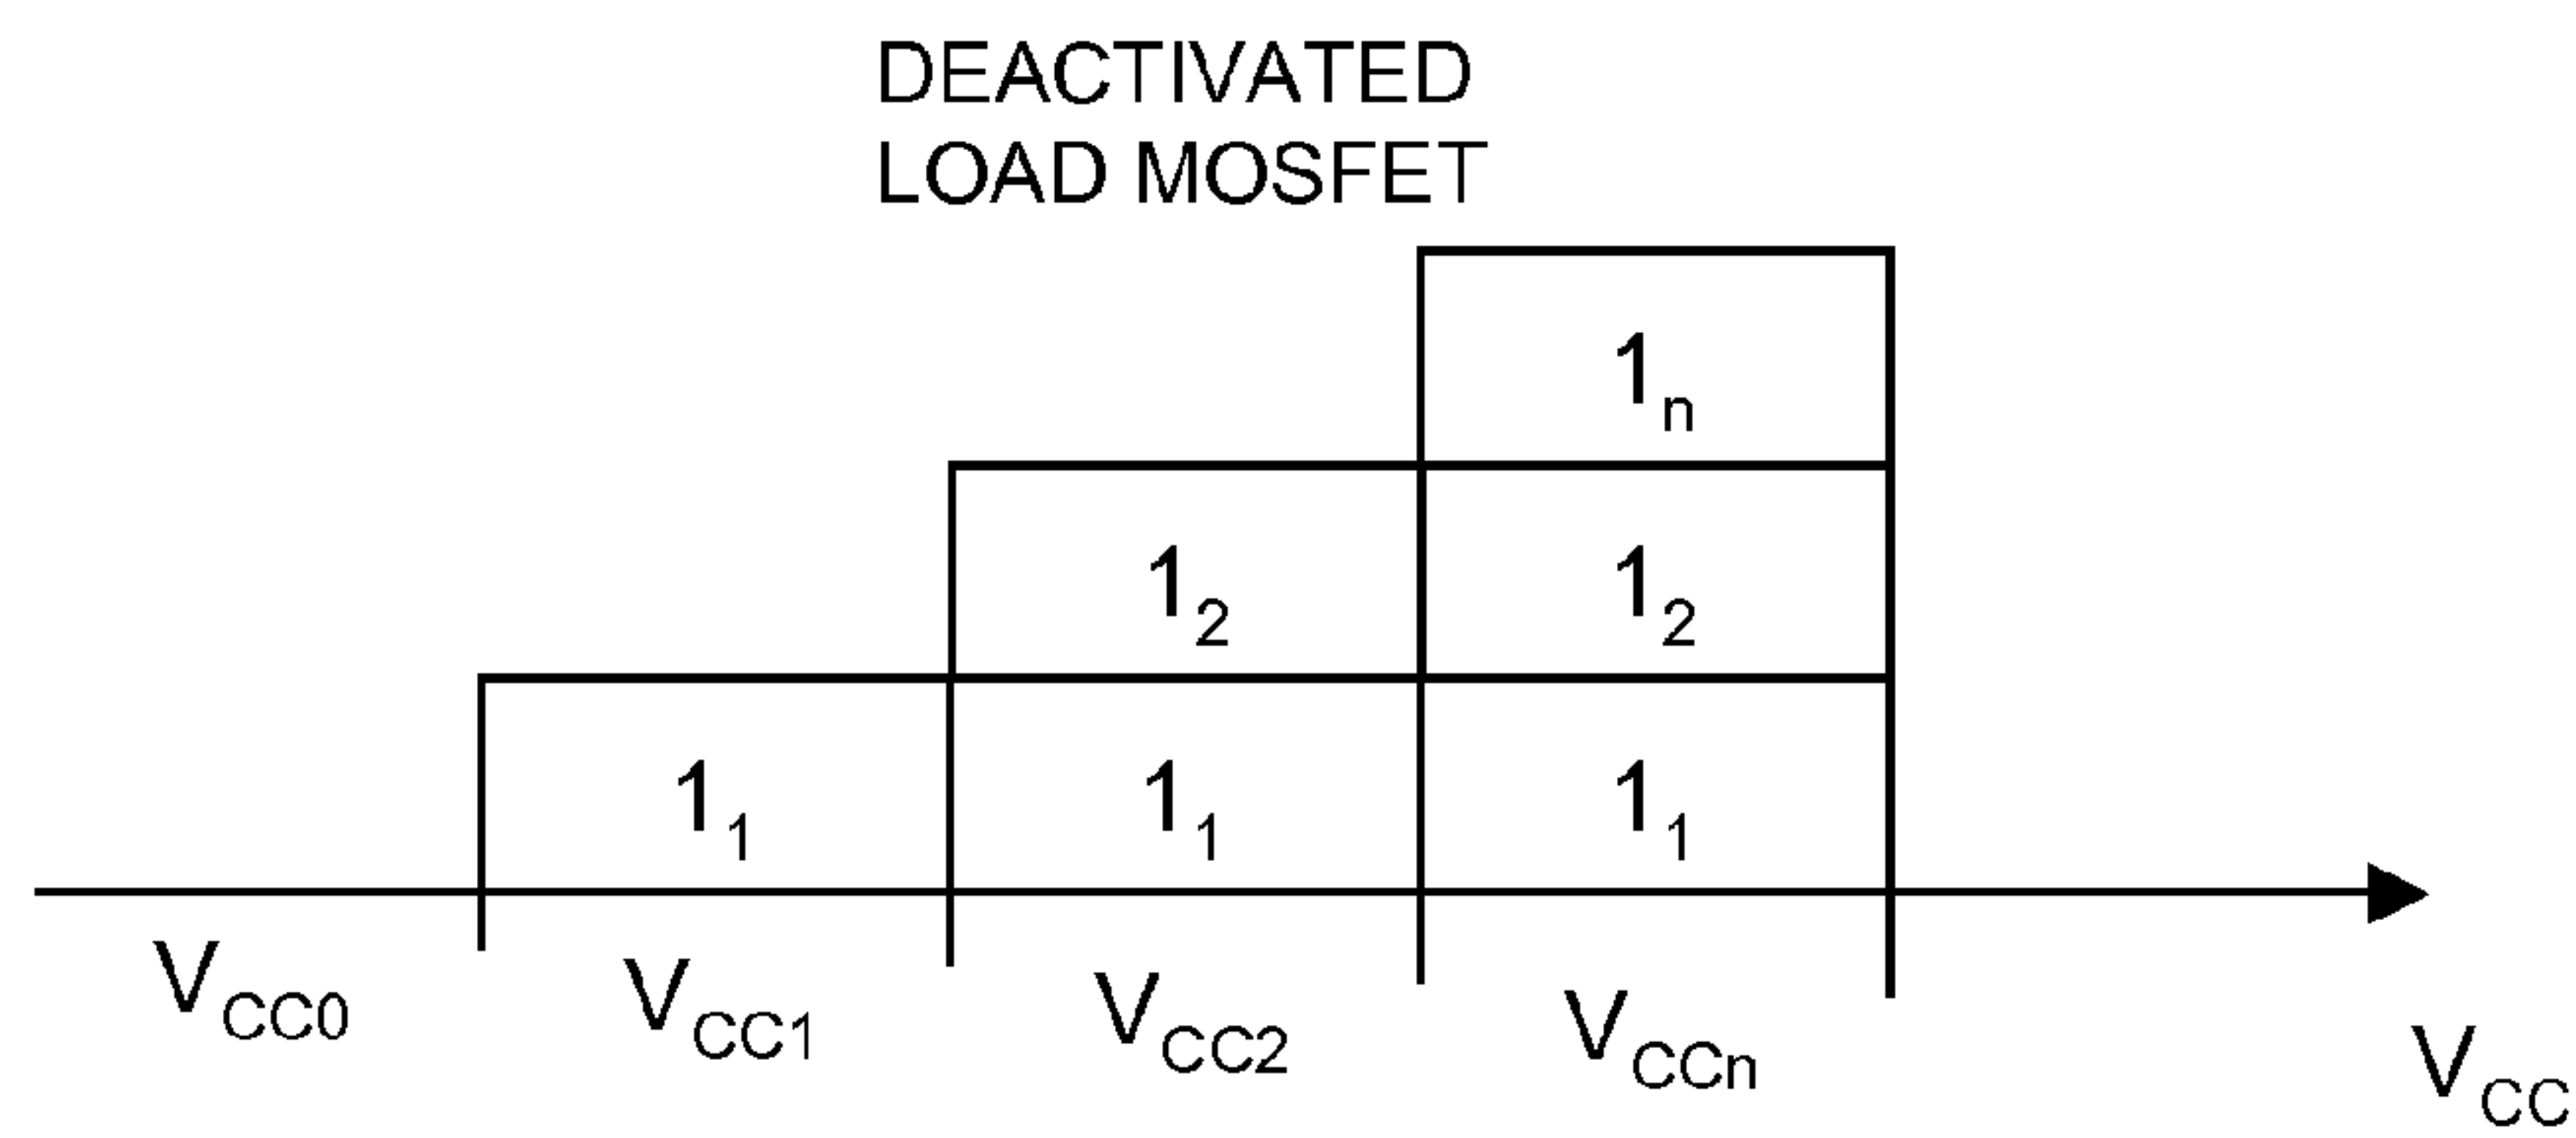 DEACTIVATED
LOAD MOSFET
1n
12 12
11 11 11
VCC0 VCC1 VCC2 VCCn VCC